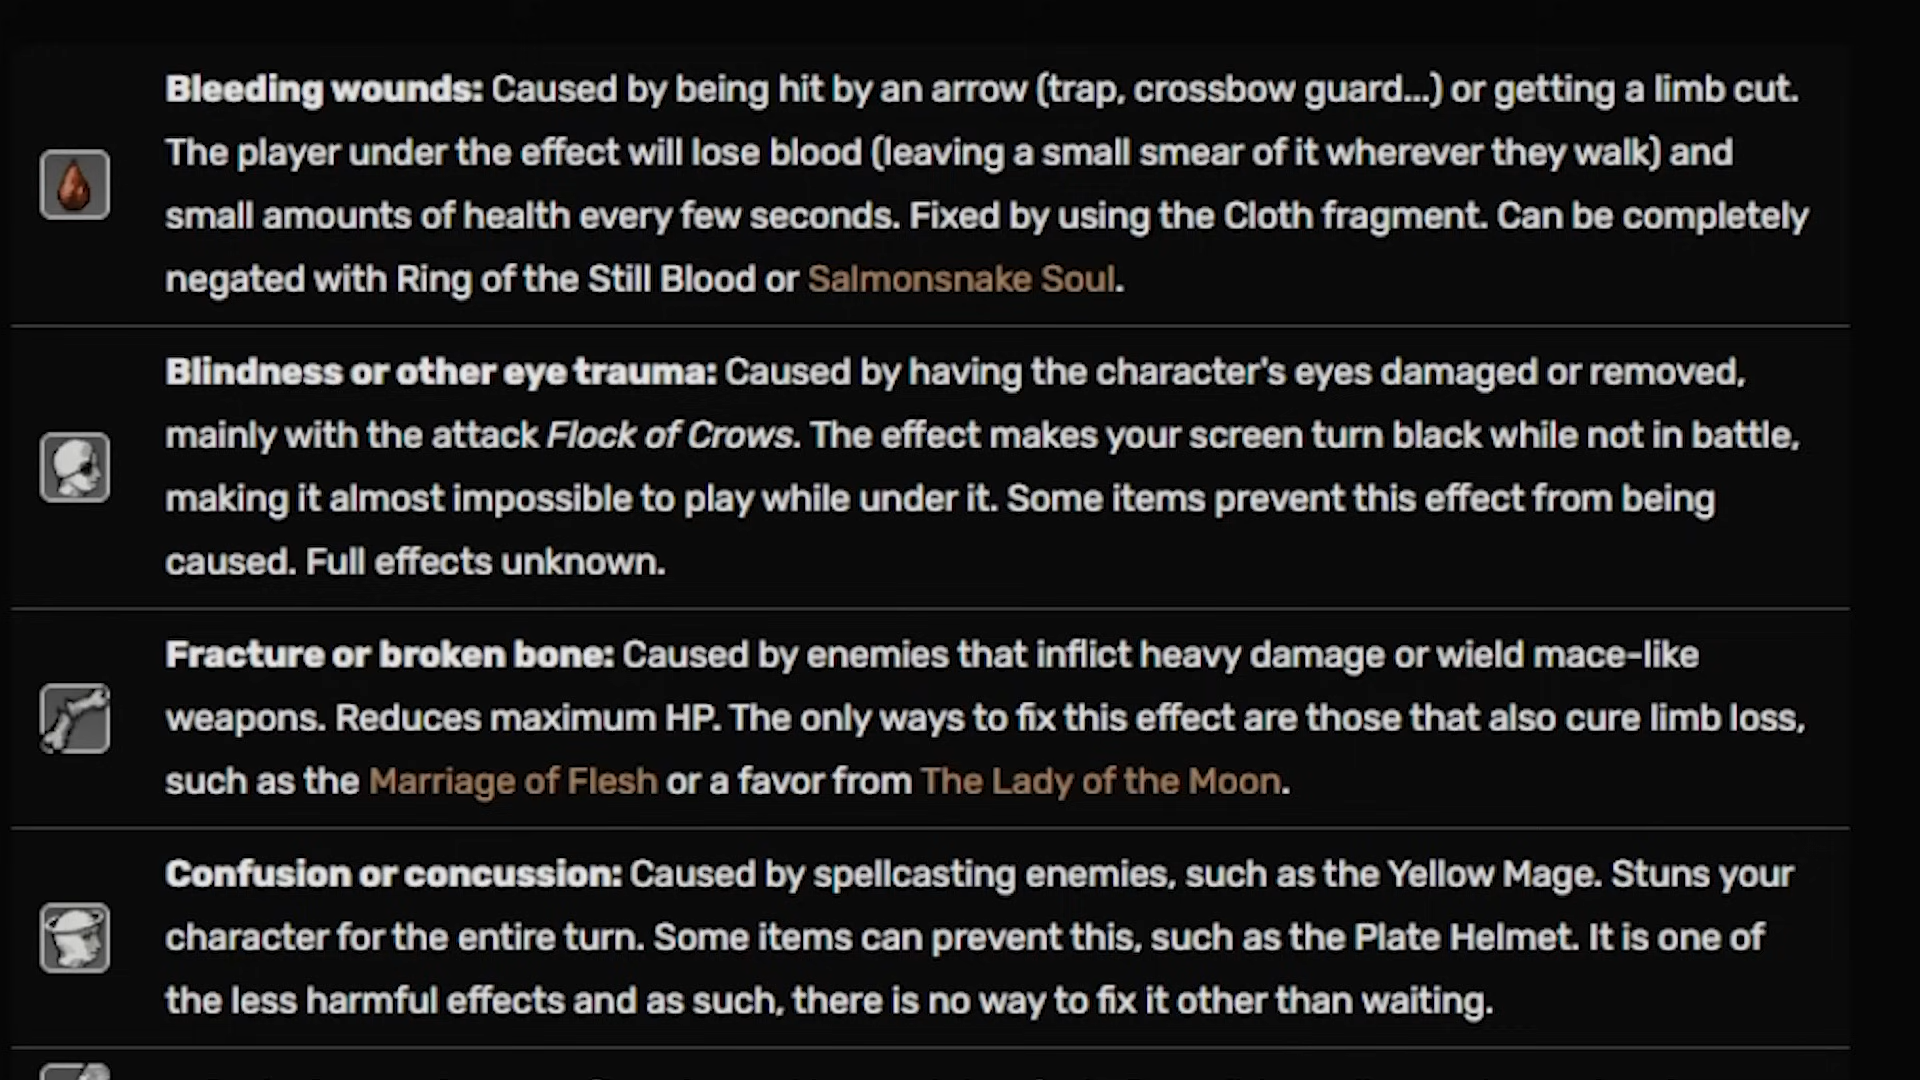 Bleeding wounds: Caused by being hit by an arrow (trap, crossbow guard...) or getting a limb cut.
The player under the effect will lose blood (leaving a small smear of it wherever they walk) and
small amounts of health every few seconds. Fixed by using the Cloth fragment. Can be completely
negated with Ring of the Still Blood or Salmonsnake Soul.
Blindness or other eye trauma: Caused by having the character's eyes damaged or removed,
mainly with the attack Flock of Crows. The effect makes your screen turn black while not in battle,
making it almost impossible to play while under it. Some items prevent this effect from being
caused. Full effects unknown.
Fracture or broken bone: Caused by enemies that inflict heavy damage or wield mace-like
weapons. Reduces maximum HP. The only ways to fix this effect are those that also cure limb loss,
such as the Marriage of Flesh or a favor from The Lady of the Moon.
Confusion or concussion: Caused by spellcasting enemies, such as the Yellow Mage. Stuns your
character for the entire turn. Some items can prevent this, such as the Plate Helmet. It is one of
the less harmful effects and as such, there is no way to fix it other than waiting.